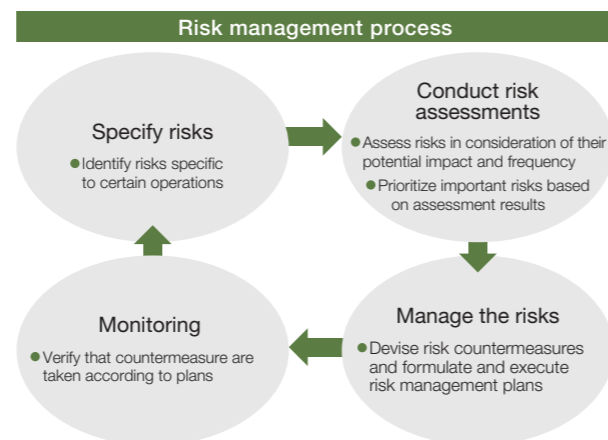 Risk management process
Specify risks
● Identify risks specific
to certain operations
Conduct risk
assessments
● Assess risks in consideration of their
potential impact and frequency
● Prioritize important risks based
on assessment results
Monitoring
● Verify that countermeasure are
taken according to plans
Manage the risks
● Devise risk countermeasures
and formulate and execute
risk management plans